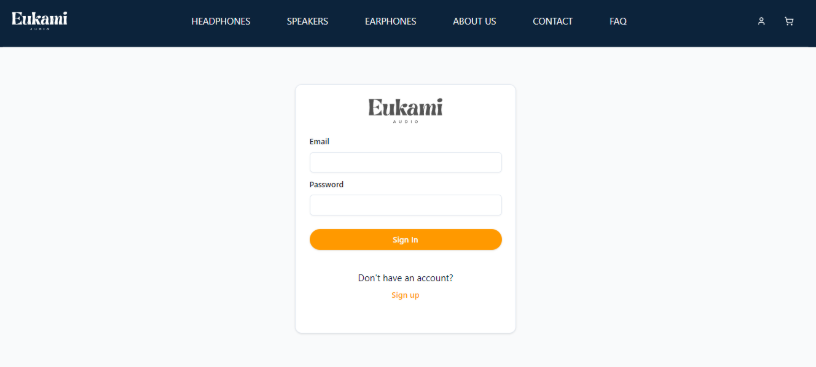 Eukami
AUDIO
HEADPHONES SPEAKERS EARPHONES ABOUT US CONTACT FAQ
Eukami
AUDIO
Email
Password
Sign In
Don't have an account?
Sign up